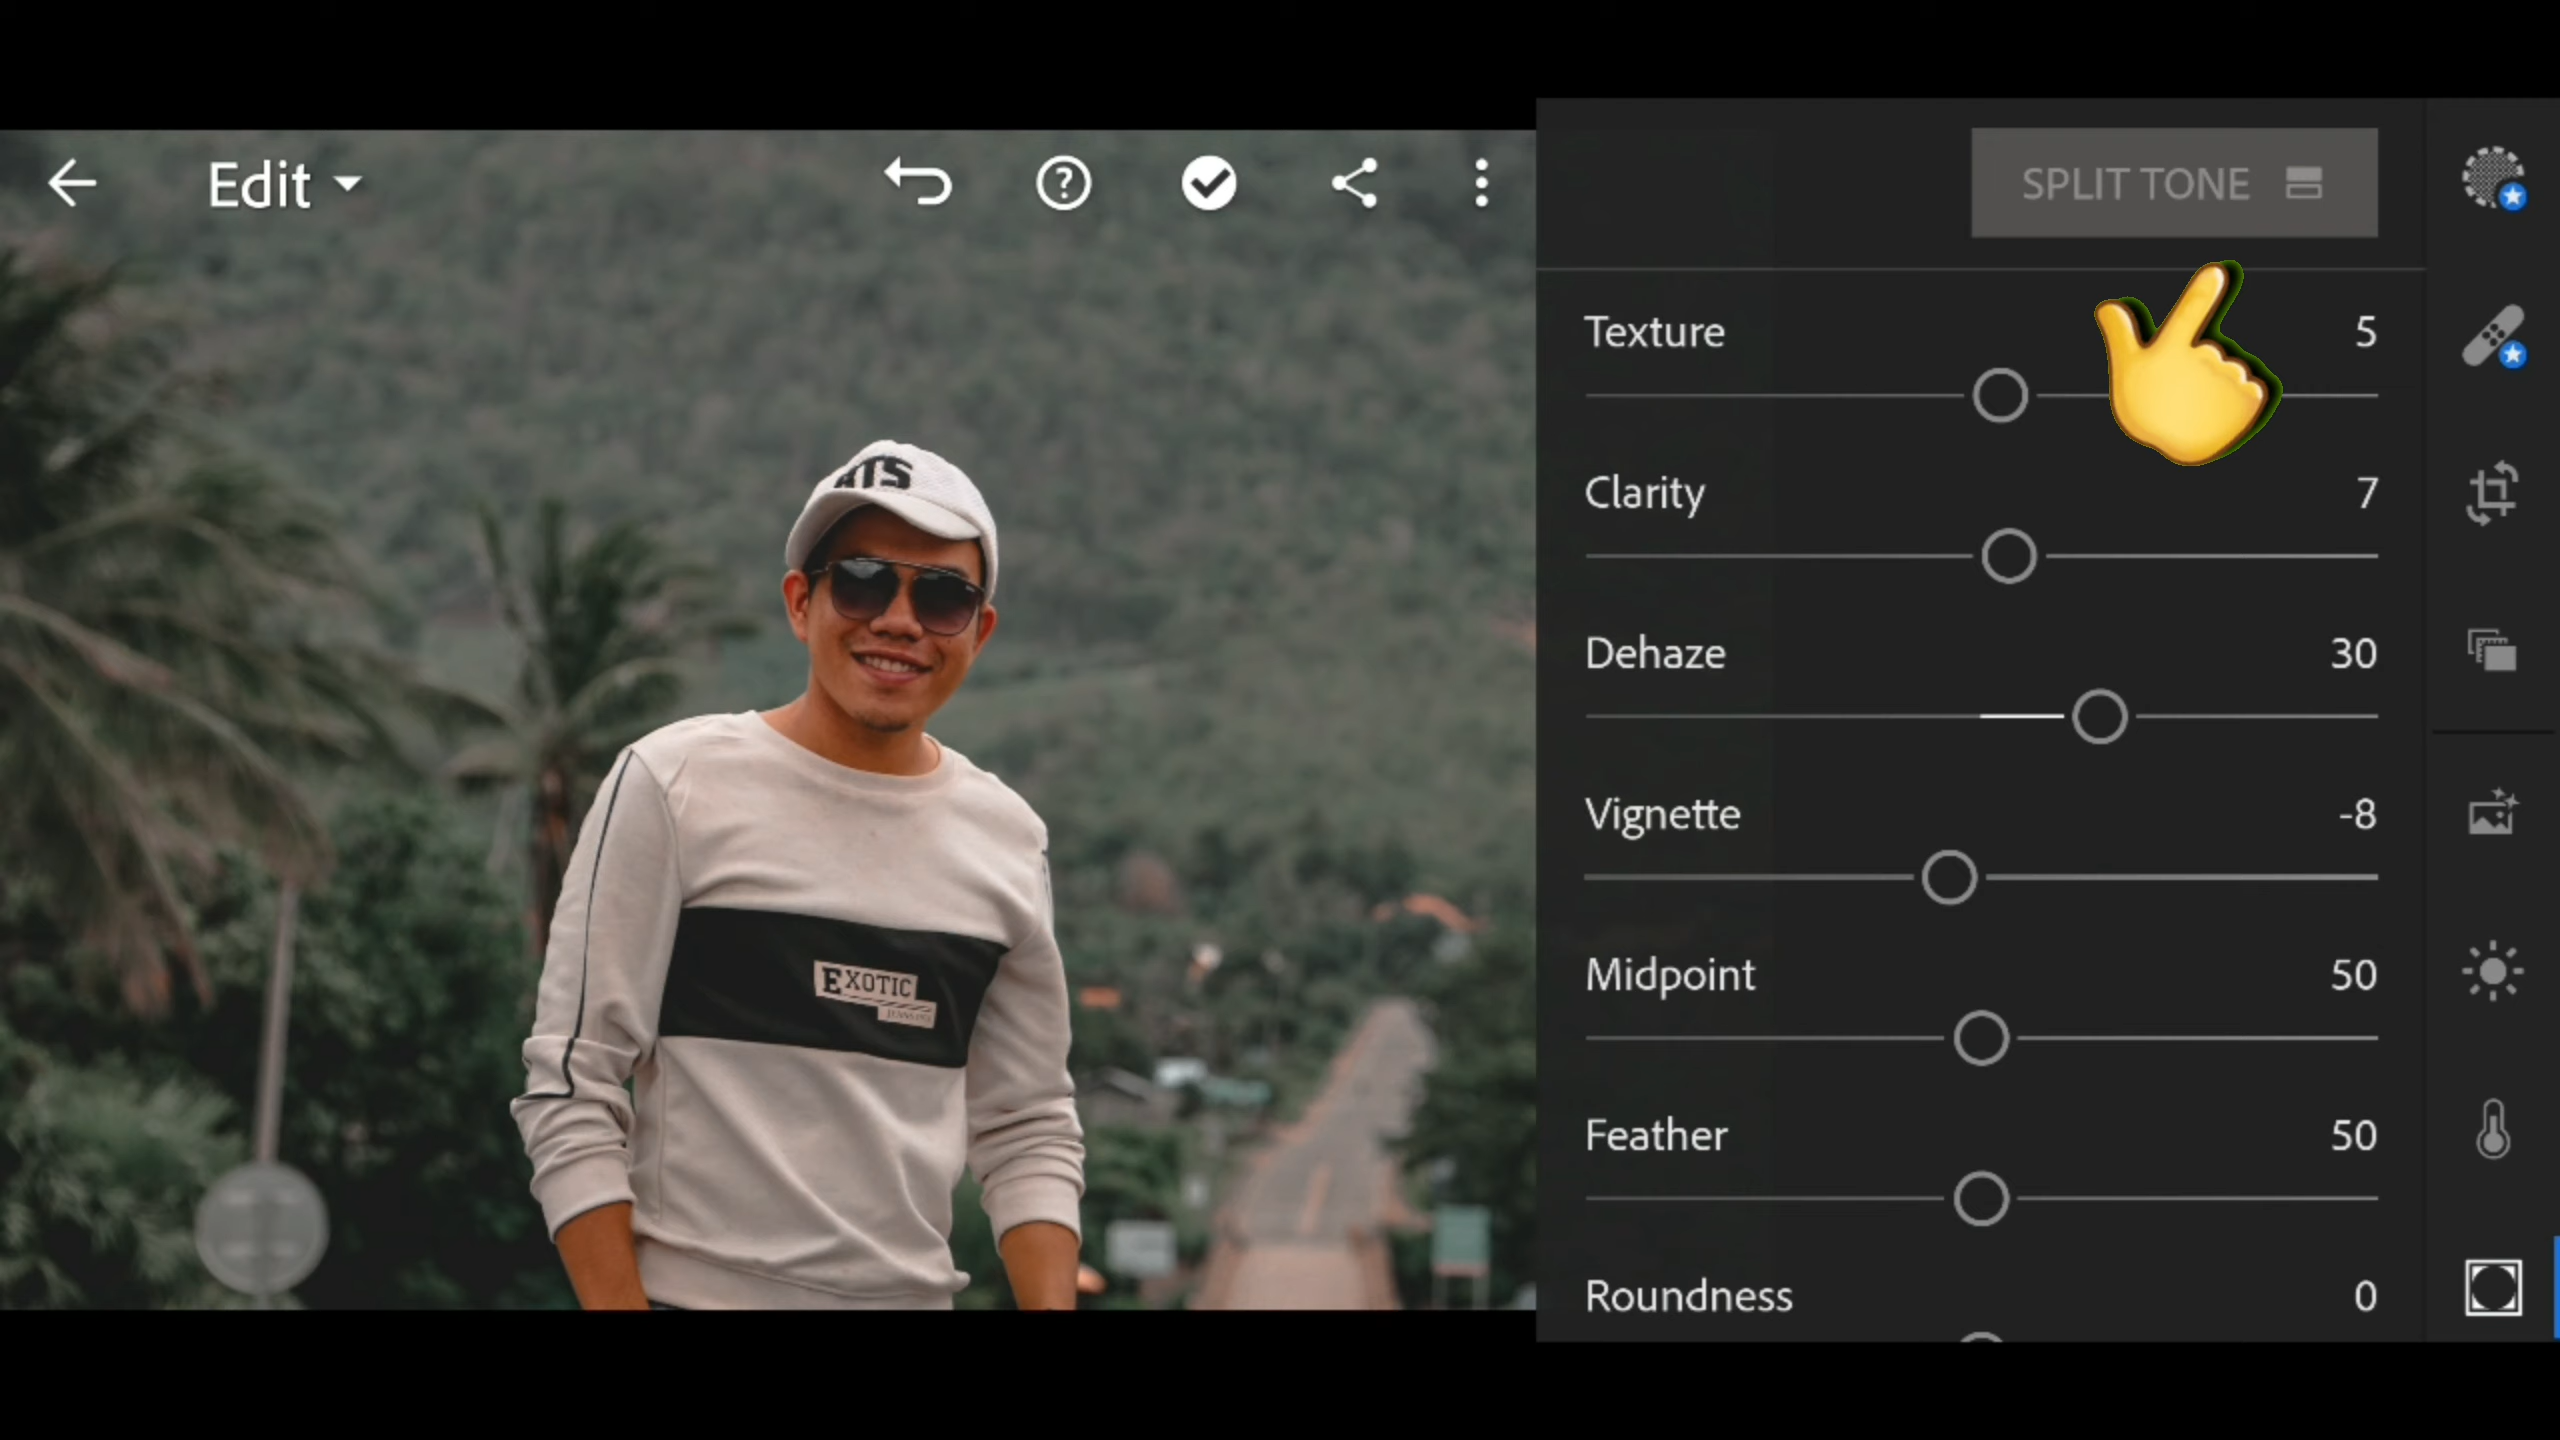 Edit
SPLIT TONE
Texture 5
Clarity 7
Dehaze 30
Vignette -8
Midpoint 50
Feather 50
Roundness 0
ATS
EXOTIC